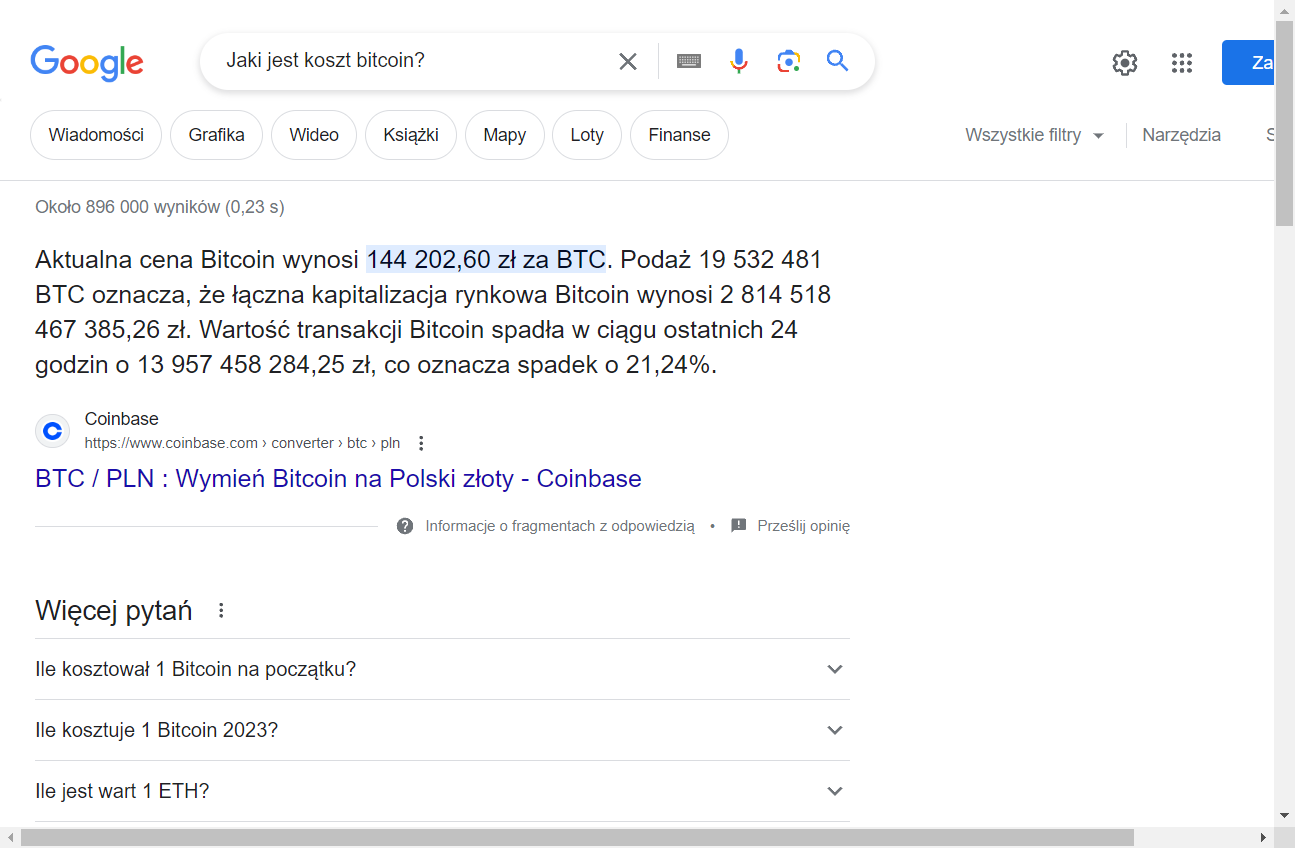 Google
Jaki jest koszt bitcoin?
Za
Wiadomości
Grafika
Wideo
Książki
Mapy
Loty
Finanse
Wszystkie filtry
Narzędzia
S
Około 896 000 wyników (0,23 s)
Aktualna cena Bitcoin wynosi 144 202,60 zł za BTC. Podaż 19 532 481
BTC oznacza, że łączna kapitalizacja rynkowa Bitcoin wynosi 2 814 518
467 385,26 zł. Wartość transakcji Bitcoin spadła w ciągu ostatnich 24
godzin o 13 957 458 284,25 zł, co oznacza spadek o 21,24%.
Coinbase
https://www.coinbase.com › converter › btc › pln
BTC / PLN : Wymień Bitcoin na Polski złoty - Coinbase
Informacje o fragmentach z odpowiedzią • Prześlij opinię
Więcej pytań
Ile kosztował 1 Bitcoin na początku?
Ile kosztuje 1 Bitcoin 2023?
Ile jest wart 1 ETH?